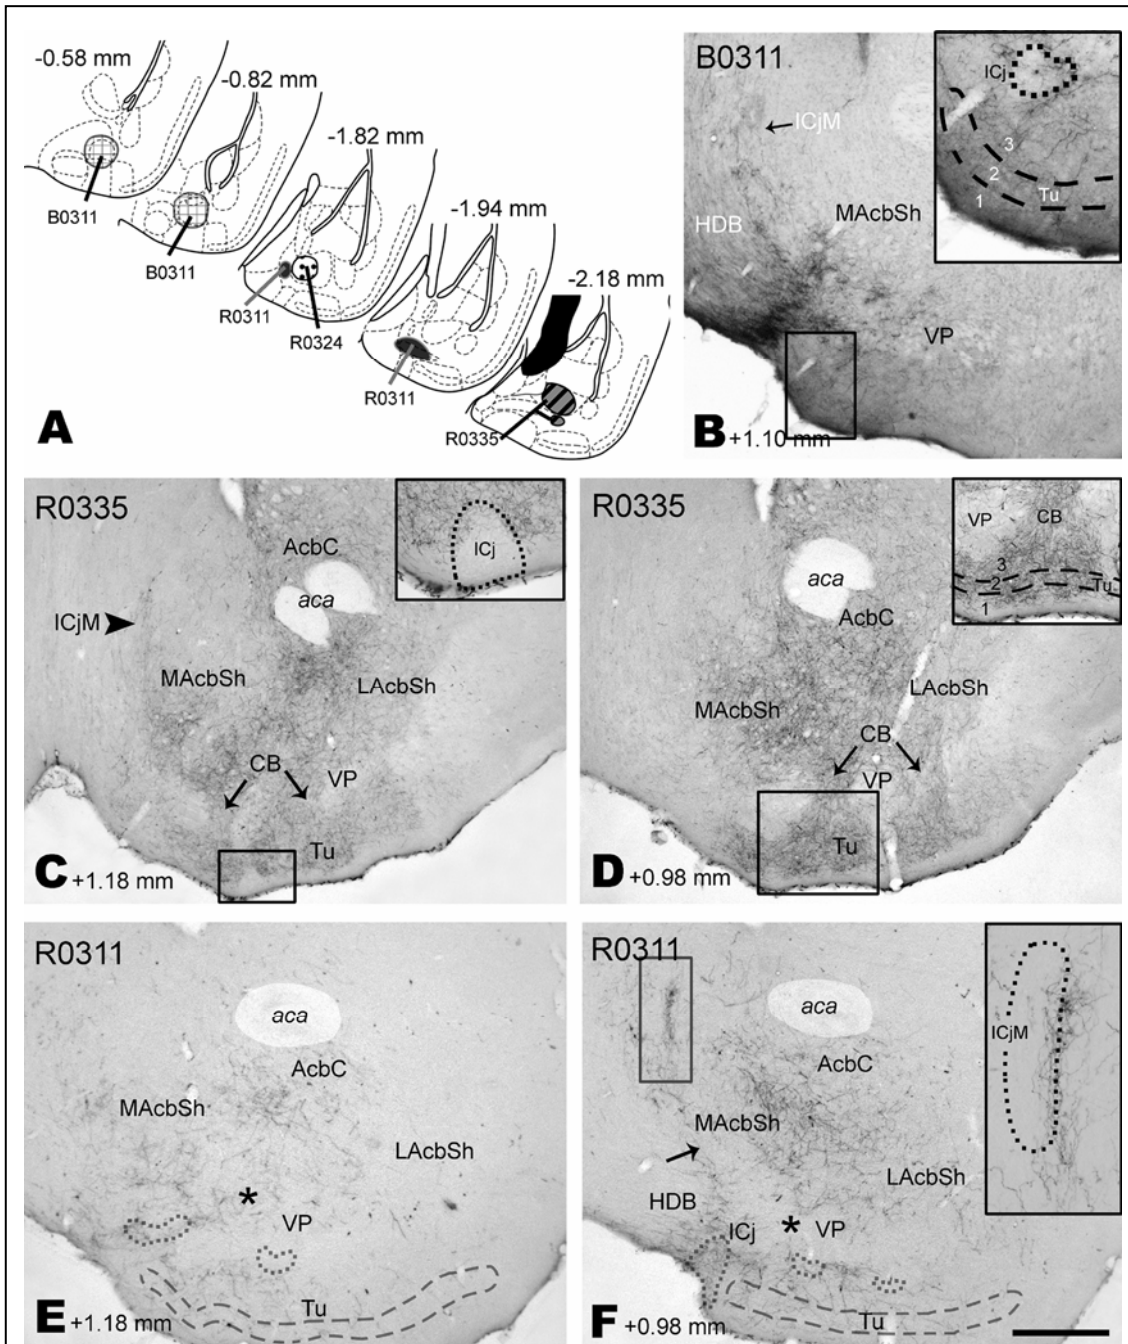 -0.58 mm
-0.82 mm
-1.82 mm
-1.94 mm
-2.18 mm
B0311
B0311
R0311
R0324
R0311
R0335
A
B0311
ICjM
HDB
MAcbSh
VP
ICj
3
2
1
Tu
B +1.10 mm
R0335
AcbC
aca
ICjM
MAcbSh
LAcbSh
CB
VP
Tu
ICj
C +1.18 mm
R0335
aca
AcbC
MAcbSh
LAcbSh
CB
VP
Tu
VP
CB
3
2
Tu
1
D +0.98 mm
R0311
aca
AcbC
MAcbSh
LAcbSh
*
VP
Tu
E +1.18 mm
R0311
aca
AcbC
MAcbSh
LAcbSh
HDB
*
VP
ICj
Tu
ICjM
F +0.98 mm